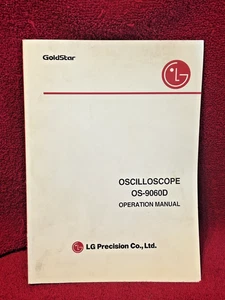 GoldStar
OSCILLOSCOPE
OS-9060D
OPERATION MANUAL
LG Precision Co., Ltd.